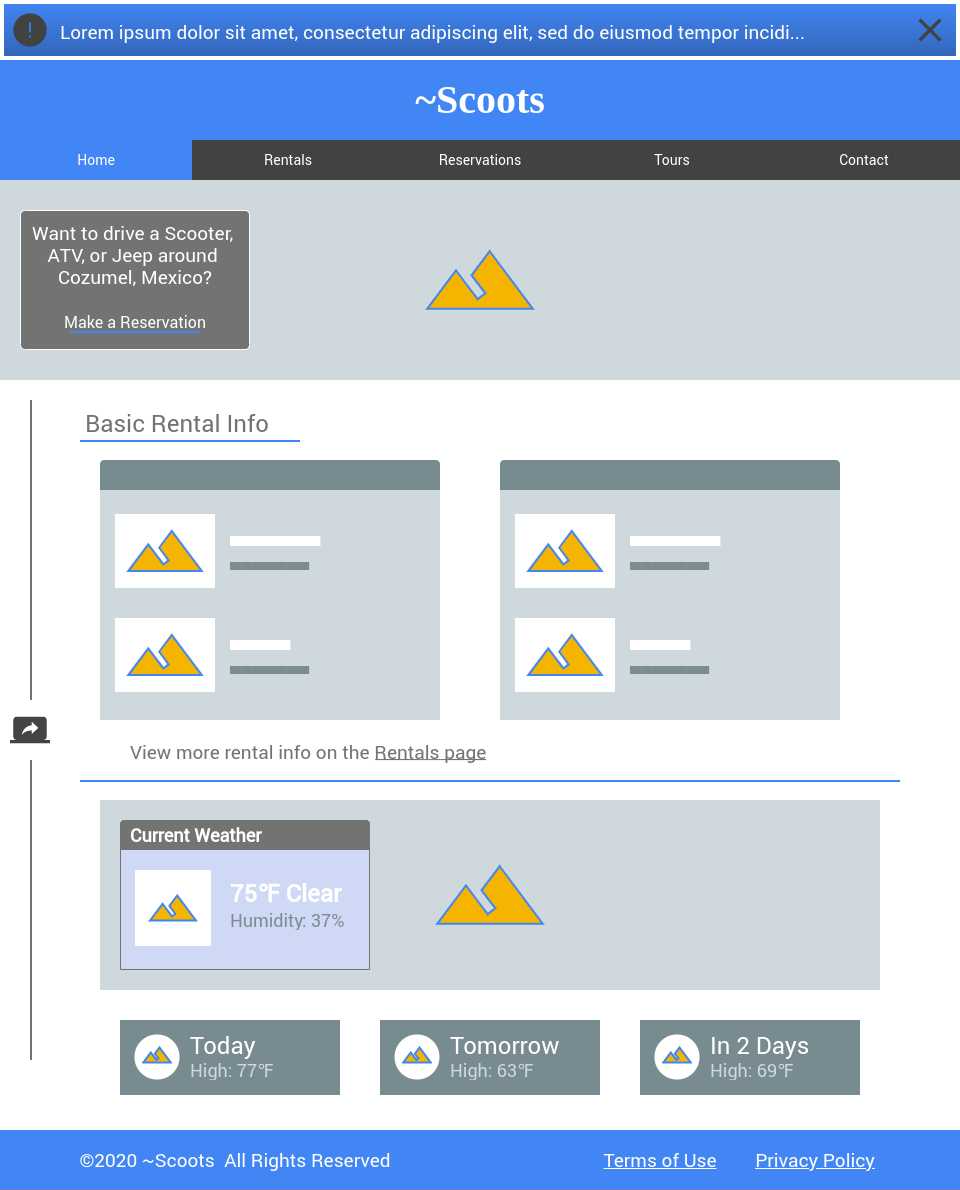 Lorem ipsum dolor sit amet, consectetur adipiscing elit, sed do eiusmod tempor incidi...
~Scoots
Home
Rentals
Reservations
Tours
Contact
Want to drive a Scooter,
ATV, or Jeep around
Cozumel, Mexico?
Make a Reservation
Basic Rental Info
View more rental info on the Rentals page
Current Weather
75°F Clear
Humidity: 37%
Today
High: 77°F
Tomorrow
High: 63°F
In 2 Days
High: 69°F
©2020 ~Scoots  All Rights Reserved
Terms of Use
Privacy Policy